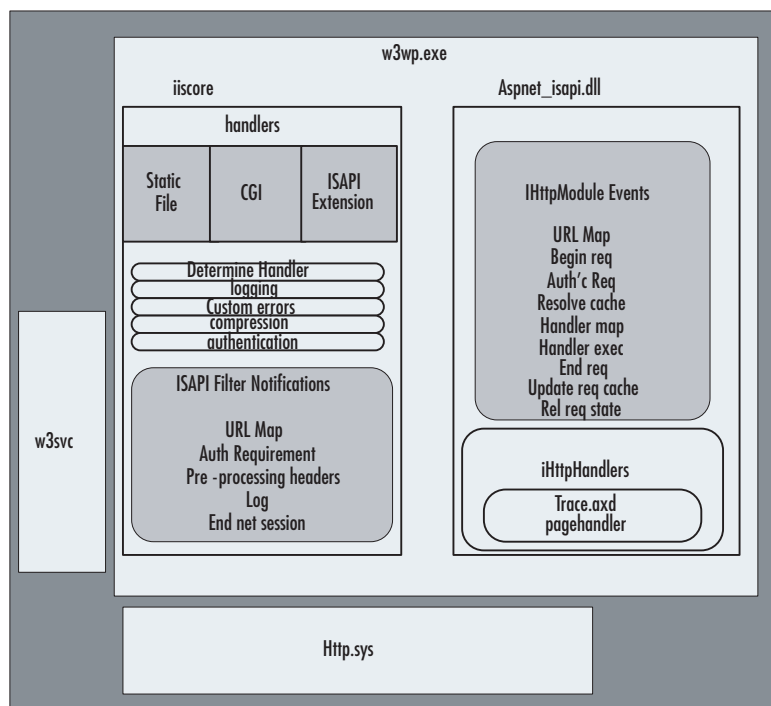 w3wp.exe
iiscore
Aspnet_isapi.dll
handlers
Static
File
CGI
ISAPI
Extension
Determine Handler
logging
Custom errors
compression
authentication
ISAPI Filter Notifications
URL Map
Auth Requirement
Pre -processing headers
Log
End net session
IHttpModule Events
URL Map
Begin req
Auth’c Req
Resolve cache
Handler map
Handler exec
End req
Update req cache
Rel req state
iHttpHandlers
Trace.axd
pagehandler
w3svc
Http.sys